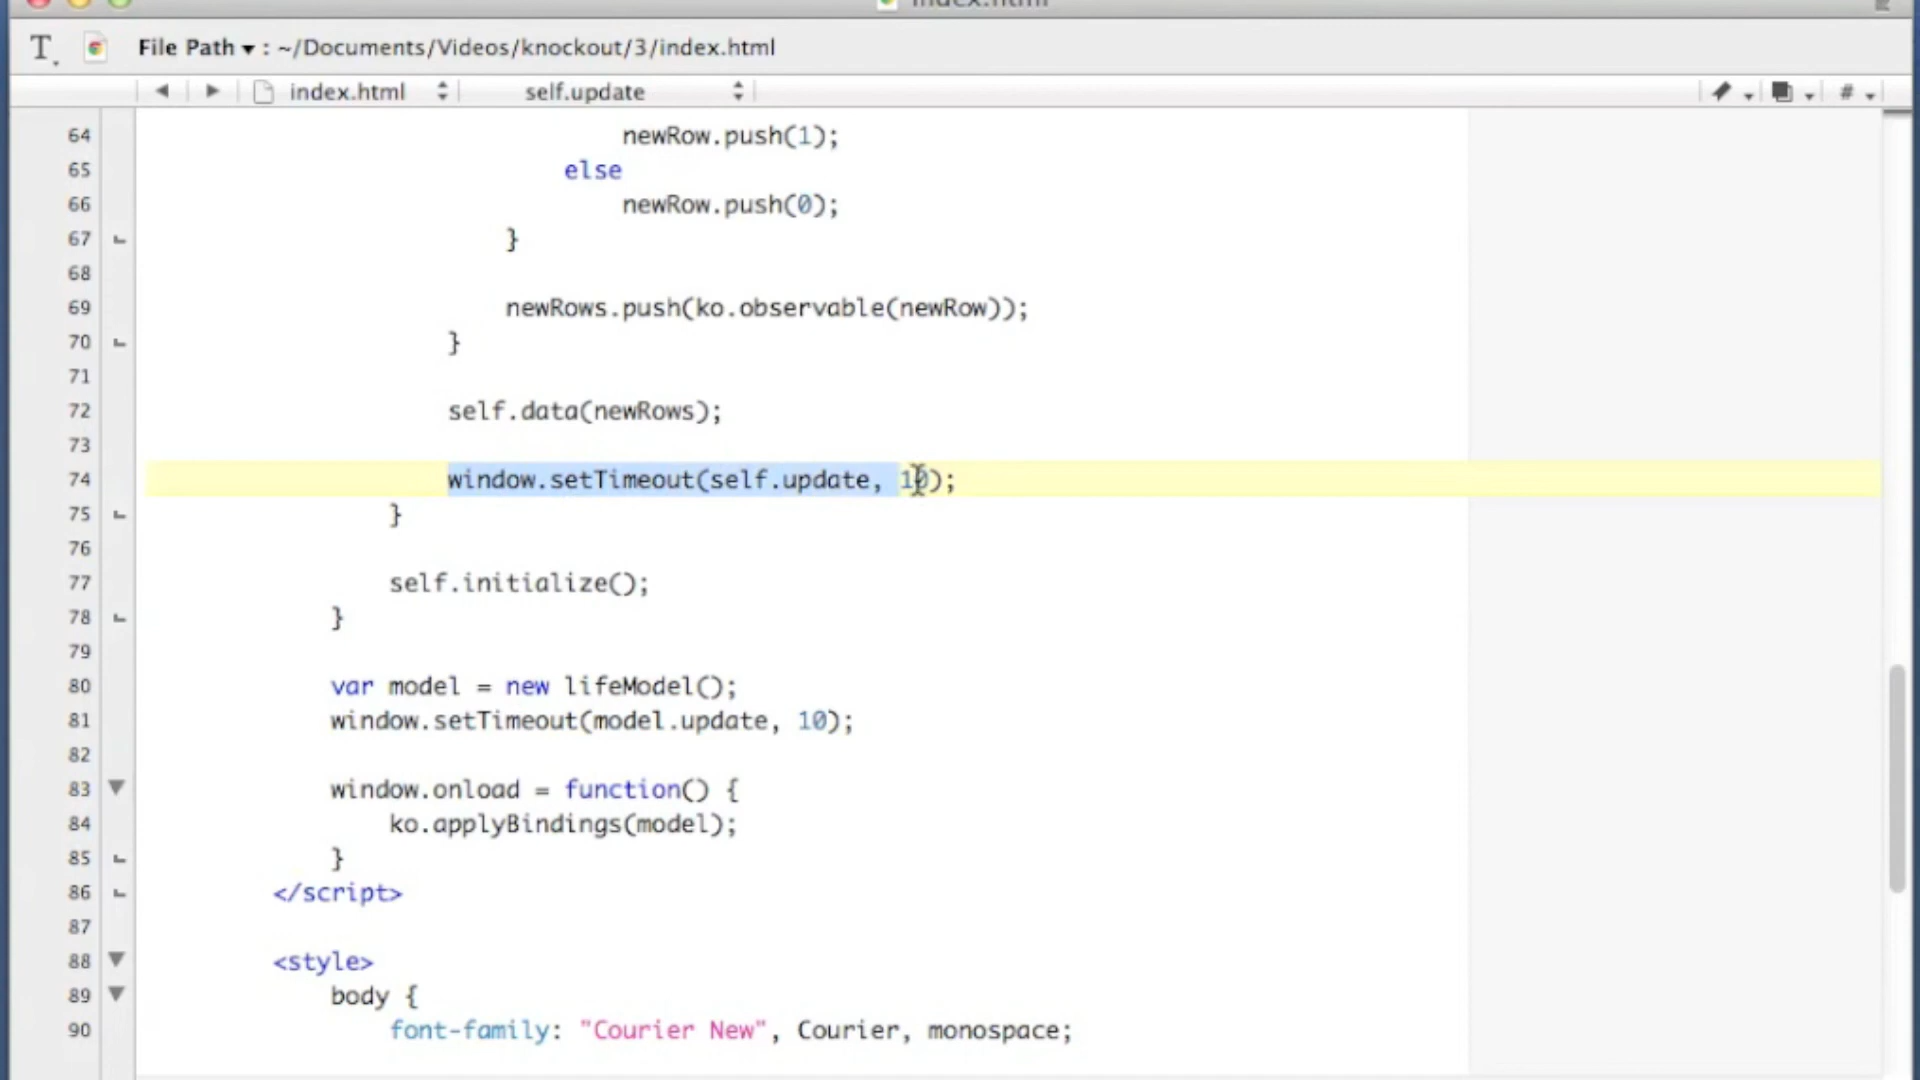 index.html
T. File Path ▾ : ~/Documents/Videos/knockout/3/index.html
index.html self.update #
64 newRow.push(1);
65 else
66 newRow.push(0);
67 }
68
69 newRows.push(ko.observable(newRow));
70 }
71
72 self.data(newRows);
73
74 window.setTimeout(self.update, 10);
75 }
76
77 self.initialize();
78 }
79
80 var model = new lifeModel();
81 window.setTimeout(model.update, 10);
82
83 window.onload = function() {
84 ko.applyBindings(model);
85 }
86 </script>
87
88 <style>
89 body {
90 font-family: "Courier New", Courier, monospace;